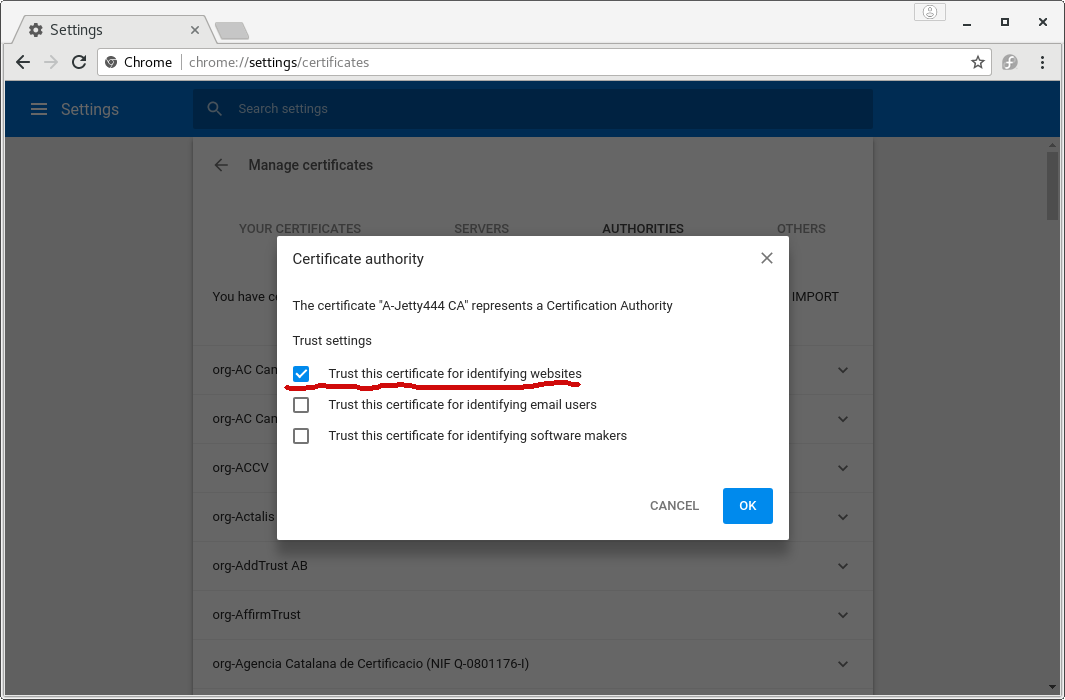 Settings
Chrome chrome://settings/certificates
Settings Search settings
Manage certificates
YOUR CERTIFICATES SERVERS AUTHORITIES OTHERS
Certificate authority
You have ce
IMPORT
The certificate "A-Jetty444 CA" represents a Certification Authority
Trust settings
Trust this certificate for identifying websites
Trust this certificate for identifying email users
Trust this certificate for identifying software makers
CANCEL OK
org-AC Can
org-AC Can
org-ACCV
org-Actalis
org-AddTrust AB
org-AffirmTrust
org-Agencia Catalana de Certificacio (NIF Q-0801176-I)